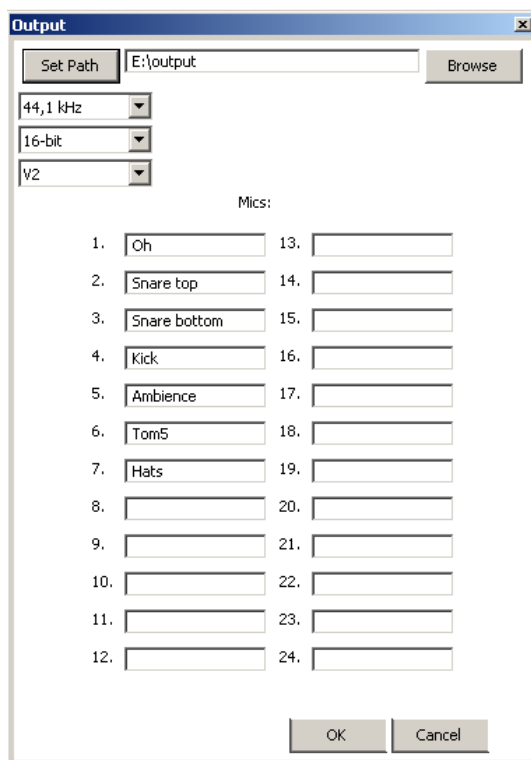 Output
Set Path E:\output Browse
44,1 kHz
16-bit
V2
Mics:
1. Oh 13.
2. Snare top 14.
3. Snare bottom 15.
4. Kick 16.
5. Ambience 17.
6. Tom5 18.
7. Hats 19.
8. 20.
9. 21.
10. 22.
11. 23.
12. 24.
OK Cancel